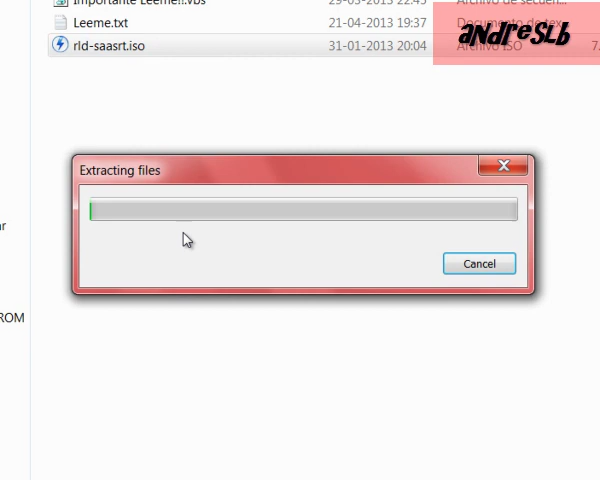 Importante Leeme!!.vbs 29-03-2013 22:45 Archivo de secuen...
Leeme.txt 21-04-2013 19:37 Documento de tex...
rld-saasrt.iso 31-01-2013 20:04 Archivo ISO 7.
aNdreSLb
Extracting files
Cancel
ROM